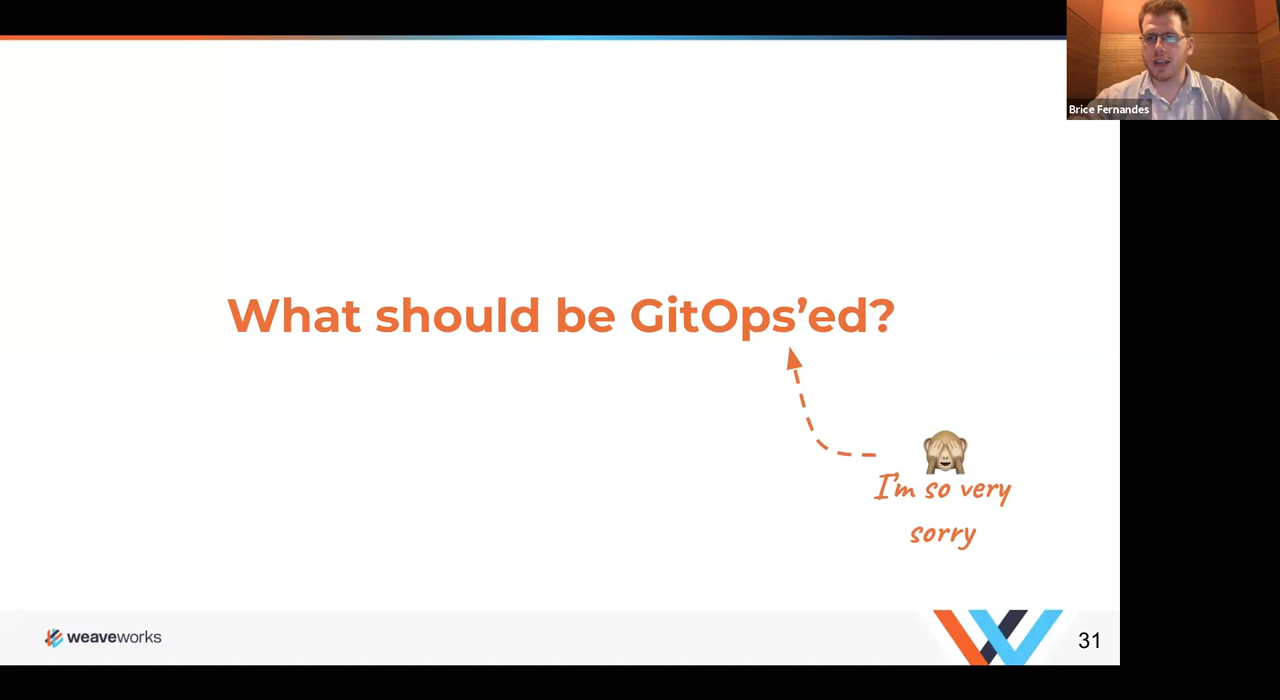 Brice Fernandes
What should be GitOps’ed?
I'm so very
sorry
weaveworks
31